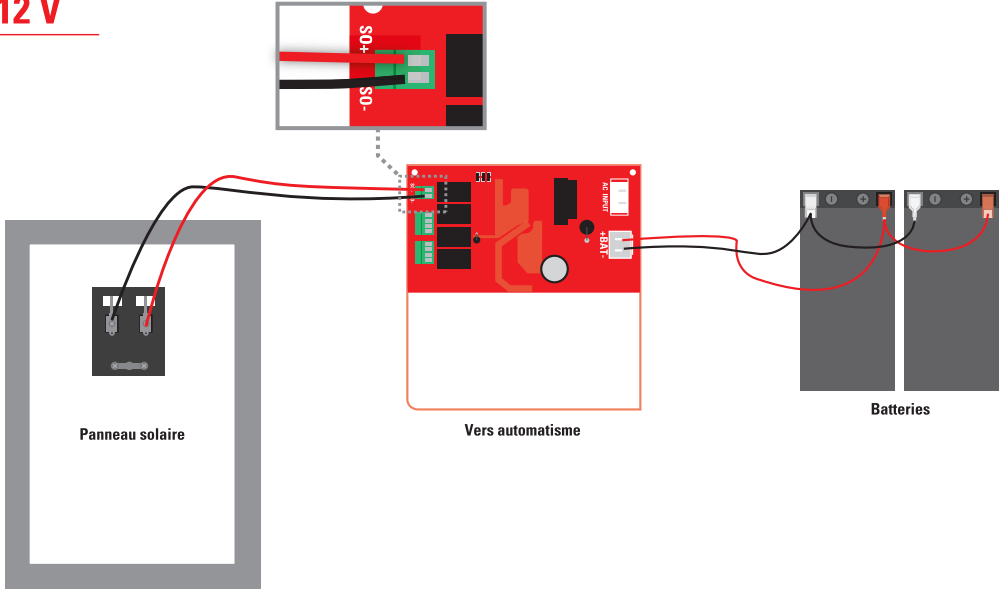 12 V
SO+
SO-
AC INPUT
+BAT-
Panneau solaire
Vers automatisme
Batteries